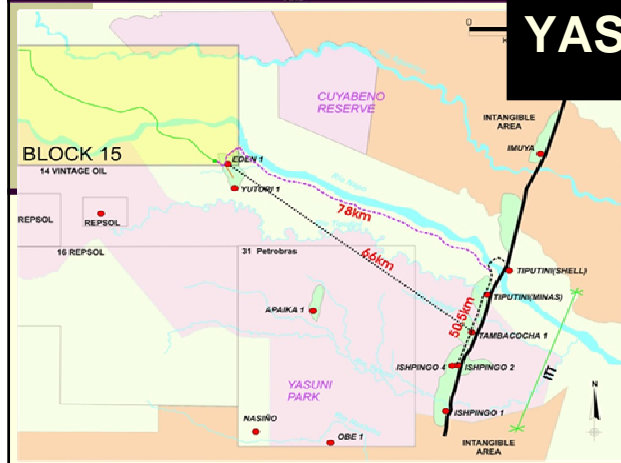 YAS
0
K
CUYABENO
RESERVE
INTANGIBLE
AREA
IMUYA
BLOCK 15
14 VINTAGE OIL
EDEN 1
YUTURI 1
78km
REPSOL
REPSOL
16 REPSOL
31 Petrobras
66km
TIPUTINI(SHELL)
TIPUTINI(MINAS)
50.5km
APAIKA 1
TAMBACOCHA 1
ISHPINGO 4
ISHPINGO 2
ITT
YASUNI
PARK
ISHPINGO 1
N
NASIÑO
OBE 1
INTANGIBLE
AREA